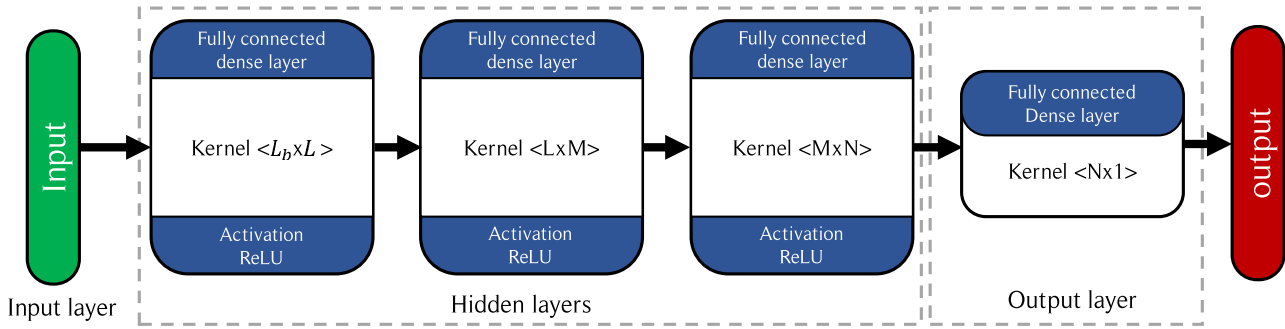 Input
Input layer
Fully connected
dense layer
Kernel <L_b x L >
Activation
ReLU
Fully connected
dense layer
Kernel <LxM>
Activation
ReLU
Fully connected
dense layer
Kernel <MxN>
Activation
ReLU
Hidden layers
Fully connected
Dense layer
Kernel <Nx1>
Output layer
output